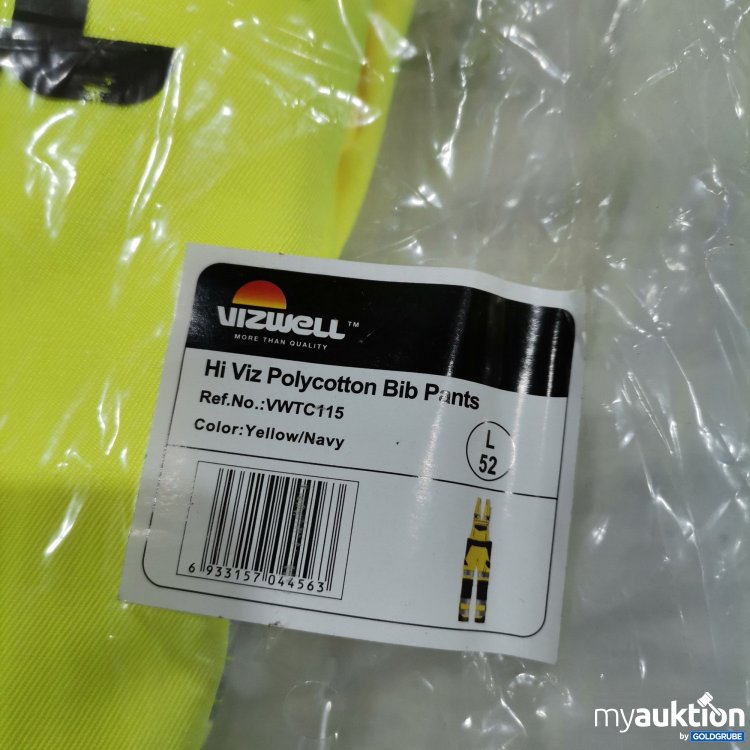 VIZWELL™
MORE THAN QUALITY
Hi Viz Polycotton Bib Pants
Ref.No.:VWTC115
Color:Yellow/Navy
L
52
6 933157 044563
myauktion
by GOLDGRUBE